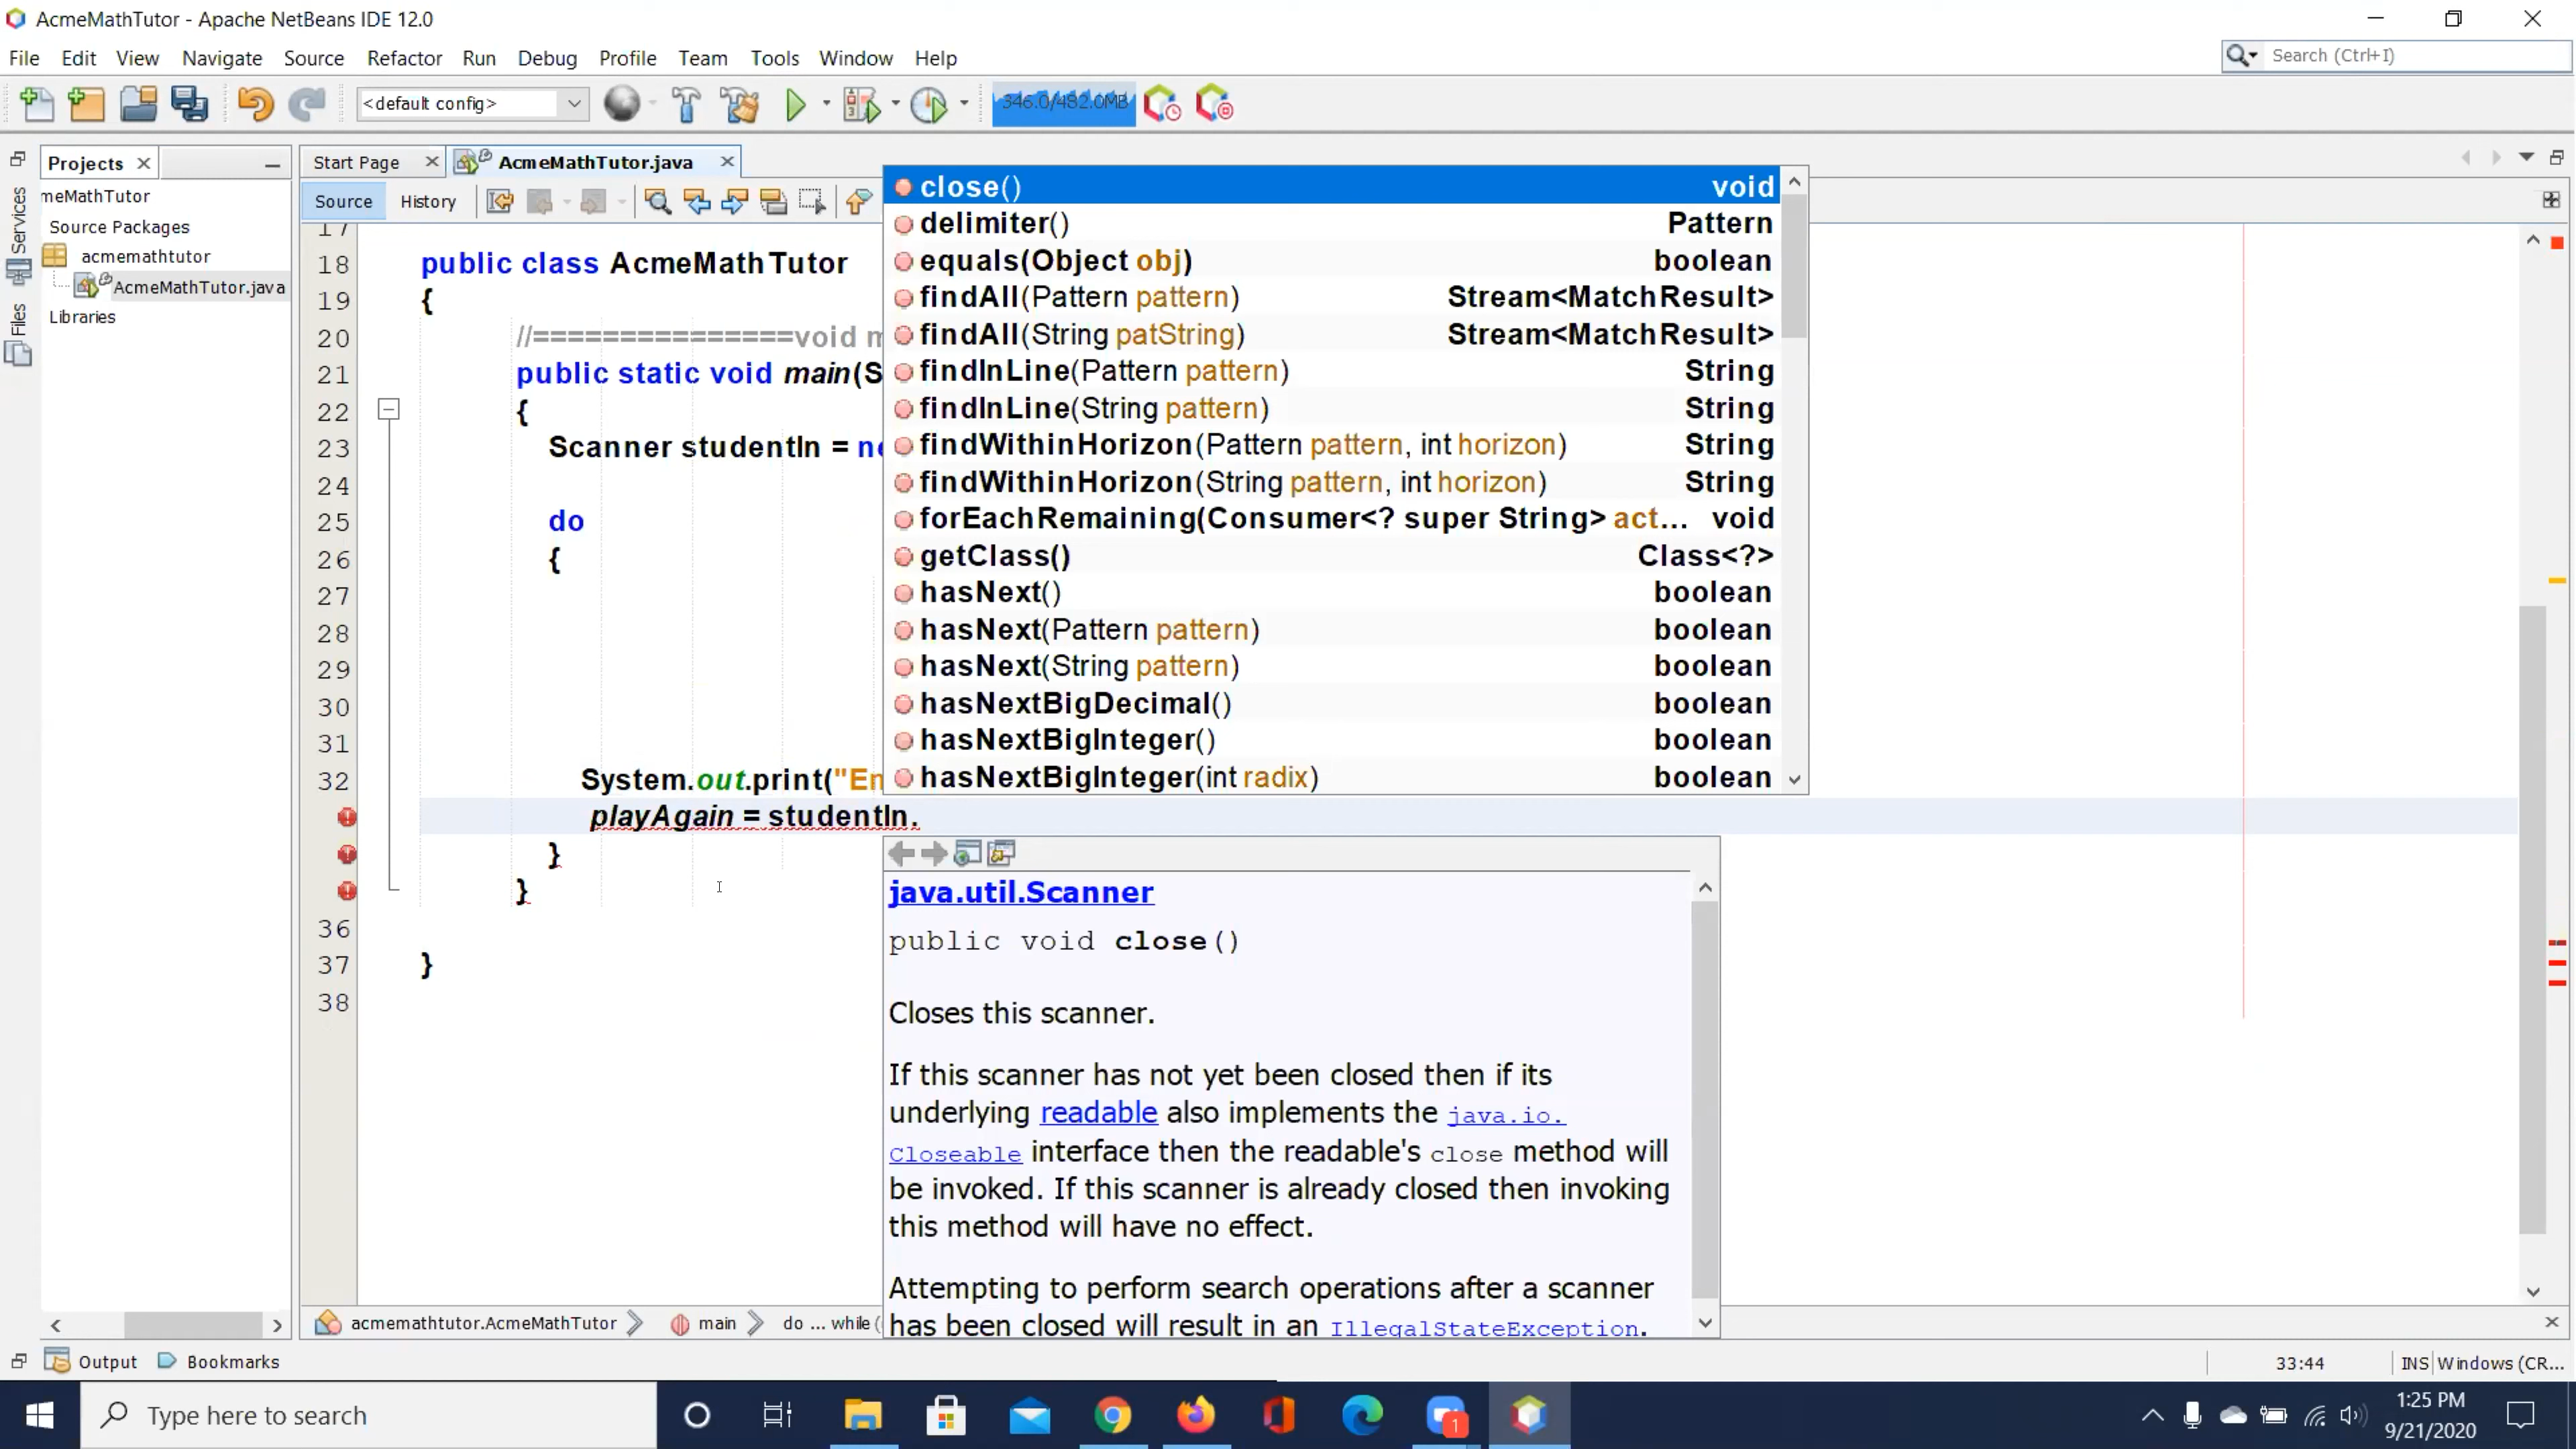 AcmeMathTutor - Apache NetBeans IDE 12.0
File Edit View Navigate Source Refactor Run Debug Profile Team Tools Window Help
Search (Ctrl+I)
<default config>
346.0/482.0MB
Projects
Start Page
AcmeMathTutor.java
Services
Files
meMathTutor
Source Packages
acmemathtutor
AcmeMathTutor.java
Libraries
Source History
17
18 public class AcmeMathTutor
19 {
20 //===============void m
21 public static void main(S
22 {
23 Scanner studentIn = ne
24
25 do
26 {
27
28
29
30
31
32 System.out.print("En
playAgain = studentIn.
}
}
36
37 }
38
close() void
delimiter() Pattern
equals(Object obj) boolean
findAll(Pattern pattern) Stream<MatchResult>
findAll(String patString) Stream<MatchResult>
findInLine(Pattern pattern) String
findInLine(String pattern) String
findWithinHorizon(Pattern pattern, int horizon) String
findWithinHorizon(String pattern, int horizon) String
forEachRemaining(Consumer<? super String> act... void
getClass() Class<?>
hasNext() boolean
hasNext(Pattern pattern) boolean
hasNext(String pattern) boolean
hasNextBigDecimal() boolean
hasNextBigInteger() boolean
hasNextBigInteger(int radix) boolean
java.util.Scanner
public void close()
Closes this scanner.
If this scanner has not yet been closed then if its
underlying readable also implements the java.io.
Closeable interface then the readable's close method will
be invoked. If this scanner is already closed then invoking
this method will have no effect.
Attempting to perform search operations after a scanner
has been closed will result in an IllegalStateException.
acmemathtutor.AcmeMathTutor main do ... while (
Output Bookmarks
33:44 INS Windows (CR...
Type here to search
1
1:25 PM
9/21/2020